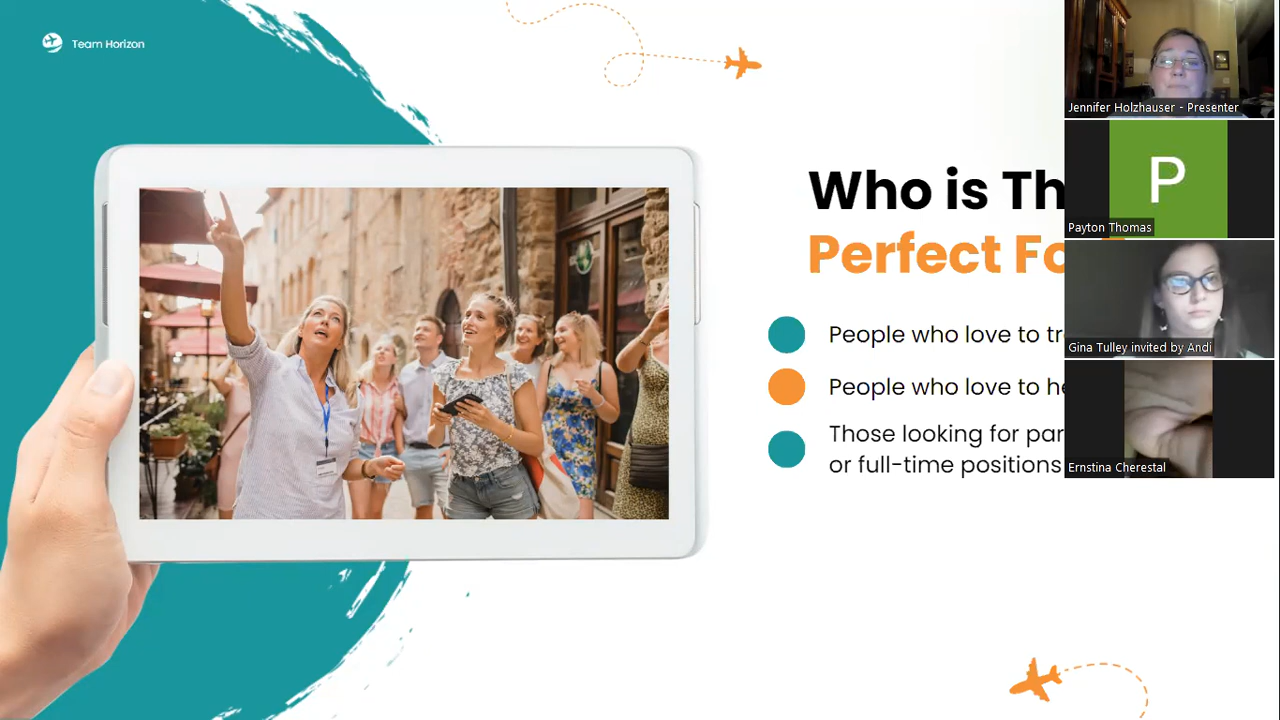 Team Horizon
Who is Th
Perfect Fo
People who love to tr
People who love to he
Those looking for par
or full-time positions
Jennifer Holzhauser - Presenter
P
Payton Thomas
Gina Tulley invited by Andi
Ernstina Cherestal